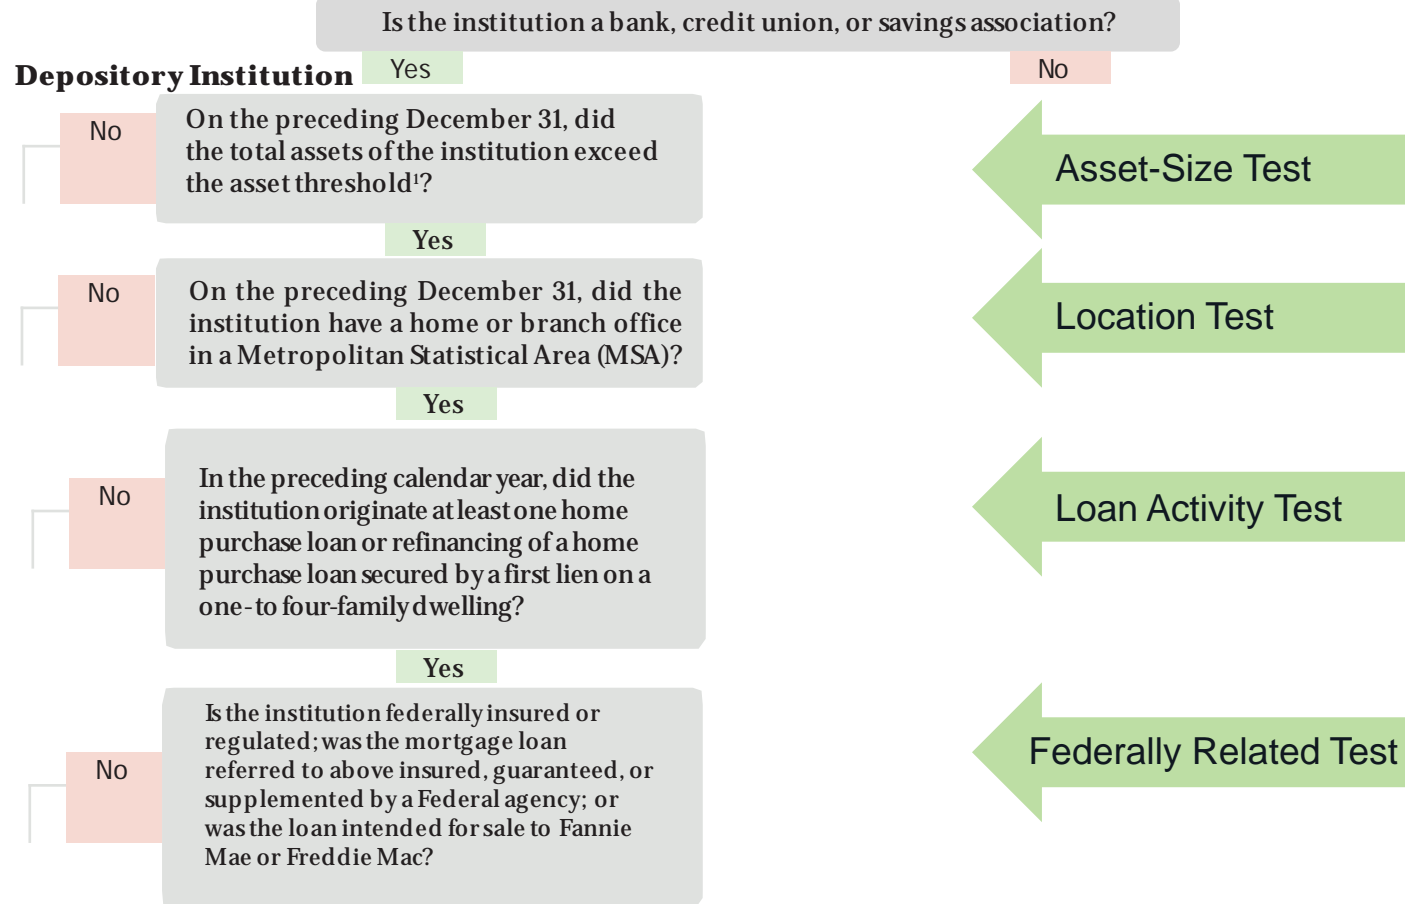 Is the institution a bank, credit union, or savings association?
Depository Institution
Yes
No
No
On the preceding December 31, did
the total assets of the institution exceed
the asset threshold¹?
Asset-Size Test
Yes
No
On the preceding December 31, did the
institution have a home or branch office
in a Metropolitan Statistical Area (MSA)?
Location Test
Yes
No
In the preceding calendar year, did the
institution originate at least one home
purchase loan or refinancing of a home
purchase loan secured by a first lien on a
one- to four-family dwelling?
Loan Activity Test
Yes
No
Is the institution federally insured or
regulated; was the mortgage loan
referred to above insured, guaranteed, or
supplemented by a Federal agency; or
was the loan intended for sale to Fannie
Mae or Freddie Mac?
Federally Related Test